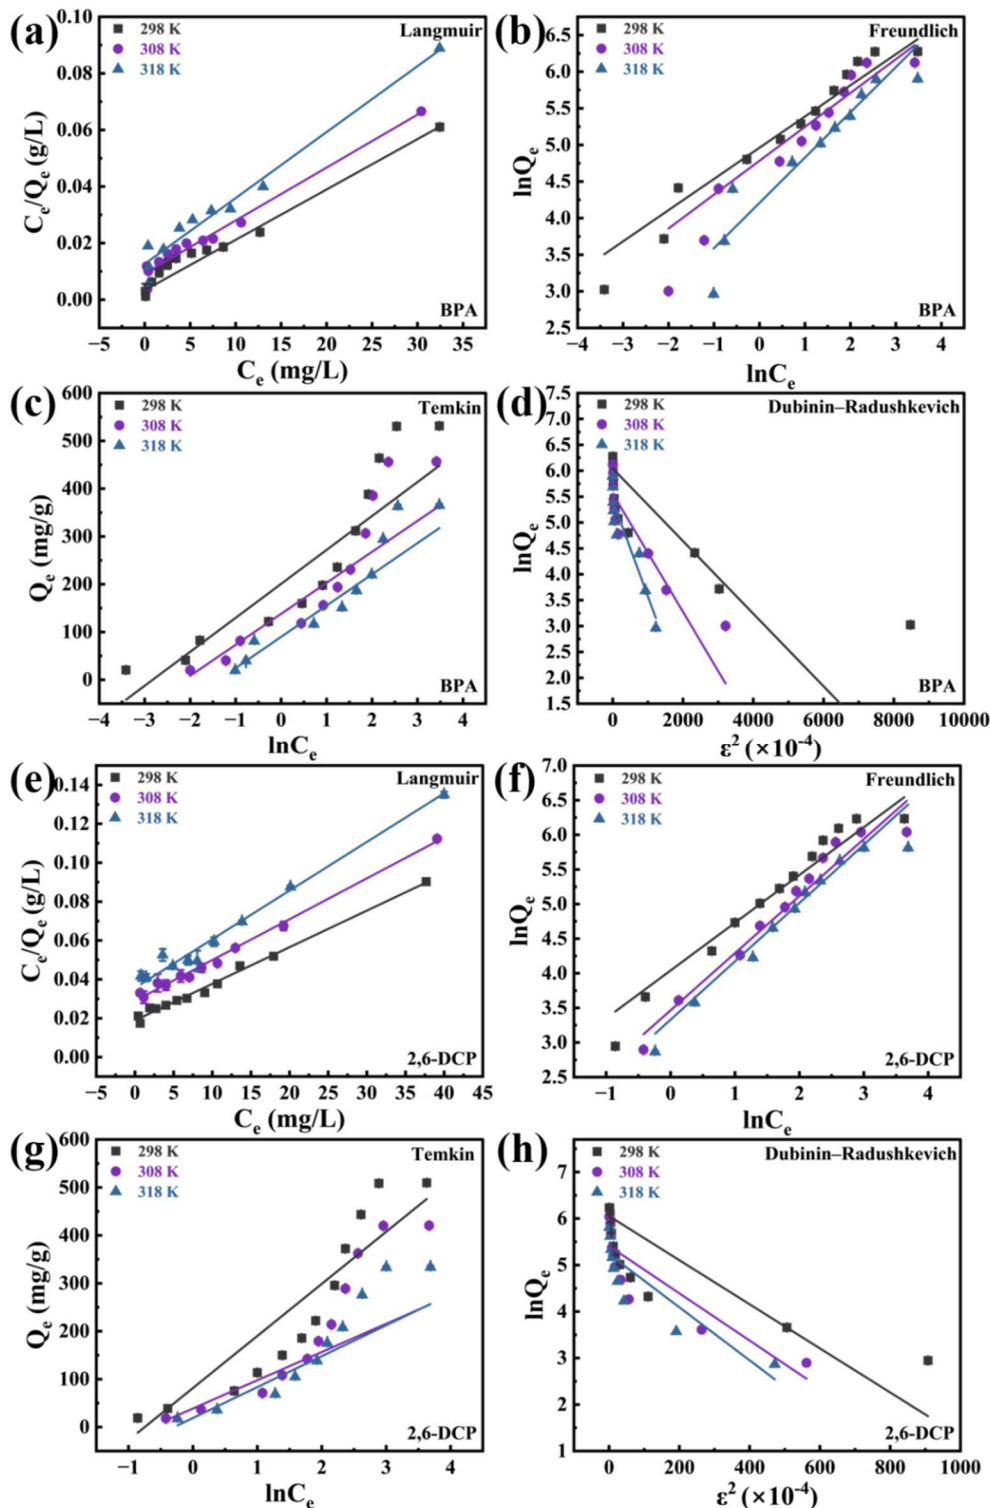 (a)
298 K
308 K
318 K
Langmuir
0.10
0.08
0.06
0.04
0.02
0.00
Cₑ/Qₑ (g/L)
BPA
−5 0 5 10 15 20 25 30 35
Cₑ (mg/L)
(b)
298 K
308 K
318 K
Freundlich
6.5
6.0
5.5
5.0
4.5
4.0
3.5
3.0
2.5
lnQₑ
BPA
−4 −3 −2 −1 0 1 2 3 4
lnCₑ
(c)
298 K
308 K
318 K
Temkin
600
500
400
300
200
100
0
Qₑ (mg/g)
BPA
−4 −3 −2 −1 0 1 2 3 4
lnCₑ
(d)
298 K
308 K
318 K
Dubinin–Radushkevich
7.5
7.0
6.5
6.0
5.5
5.0
4.5
4.0
3.5
3.0
2.5
2.0
1.5
lnQₑ
BPA
0 2000 4000 6000 8000 10000
ε² (×10⁻⁴)
(e)
298 K
308 K
318 K
Langmuir
0.14
0.12
0.10
0.08
0.06
0.04
0.02
0.00
Cₑ/Qₑ (g/L)
2,6-DCP
−5 0 5 10 15 20 25 30 35 40 45
Cₑ (mg/L)
(f)
298 K
308 K
318 K
Freundlich
7.0
6.5
6.0
5.5
5.0
4.5
4.0
3.5
3.0
2.5
lnQₑ
2,6-DCP
−1 0 1 2 3 4
lnCₑ
(g)
298 K
308 K
318 K
Temkin
600
500
400
300
200
100
0
Qₑ (mg/g)
2,6-DCP
−1 0 1 2 3 4
lnCₑ
(h)
298 K
308 K
318 K
Dubinin–Radushkevich
7
6
5
4
3
2
1
lnQₑ
2,6-DCP
0 200 400 600 800 1000
ε² (×10⁻⁴)